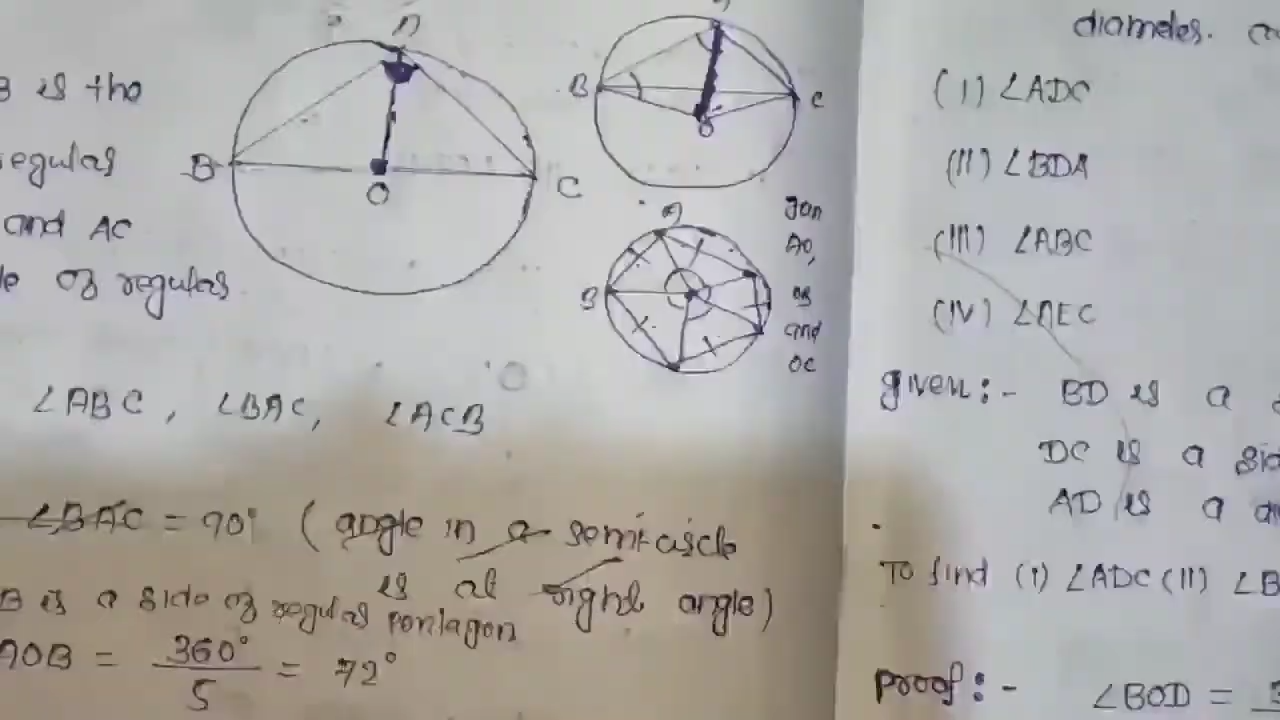 B is the
regular
and AC
of regular
A
B
O
C
B
C
O
A
B
Join
AO,
OB
and
OC
∠ABC, ∠BAC, ∠ACB
∠BAC = 90° (angle in a semicircle
is at right angle)
B is a side of regular pentagon
AOB = 360°/5 = 72°
diameter.
(I) ∠ADC
(II) ∠BDA
(III) ∠ABC
(IV) ∠AEC
given :- BD is a
DC is a sid
AD is a
To find (I) ∠ADC (II) ∠B
Proof :- ∠BOD =